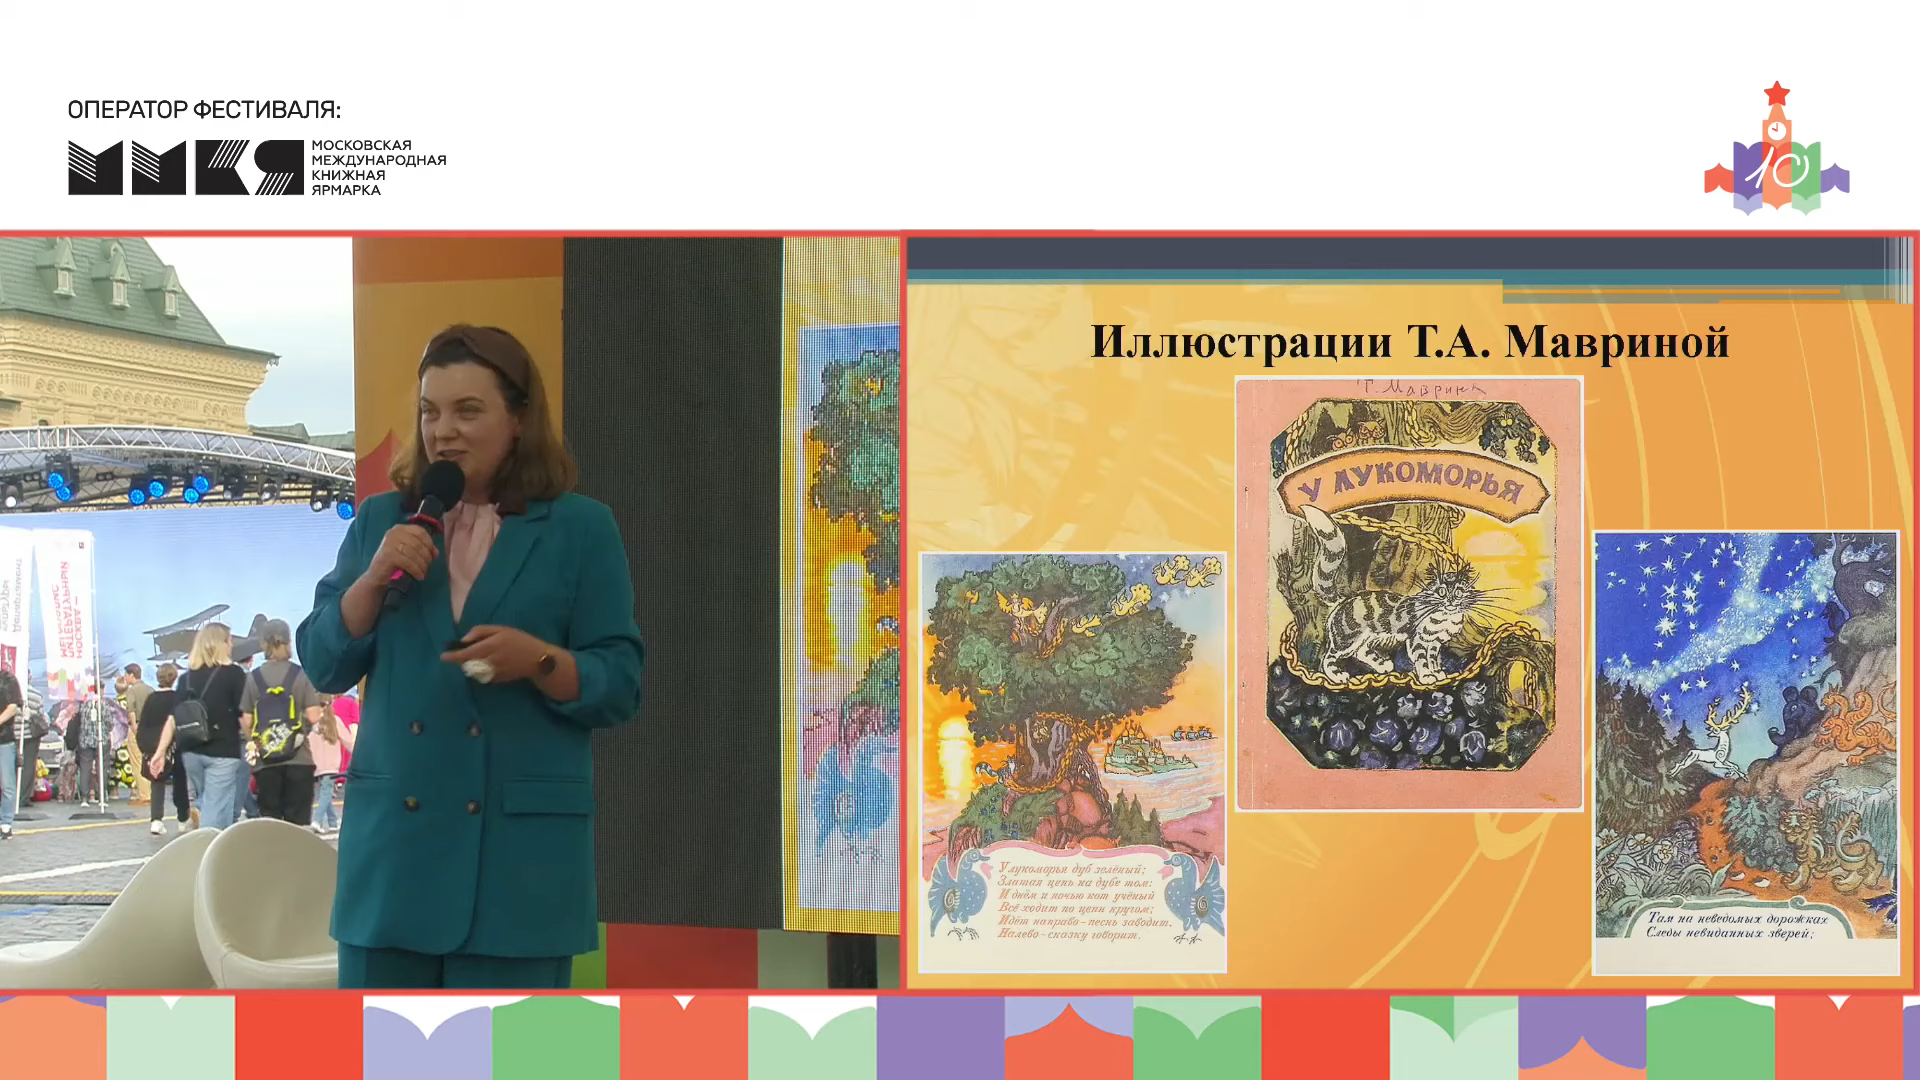 ОПЕРАТОР ФЕСТИВАЛЯ:
ММКЯ
МОСКОВСКАЯ
МЕЖДУНАРОДНАЯ
КНИЖНАЯ
ЯРМАРКА
10
Иллюстрации Т.А. Мавриной
Т. Маврина
У ЛУКОМОРЬЯ
У лукоморья дуб зелёный;
Златая цепь на дубе том:
И днём и ночью кот учёный
Всё ходит по цепи кругом;
Идёт направо - песнь заводит,
Налево - сказку говорит.
Там на неведомых дорожках
Следы невиданных зверей;